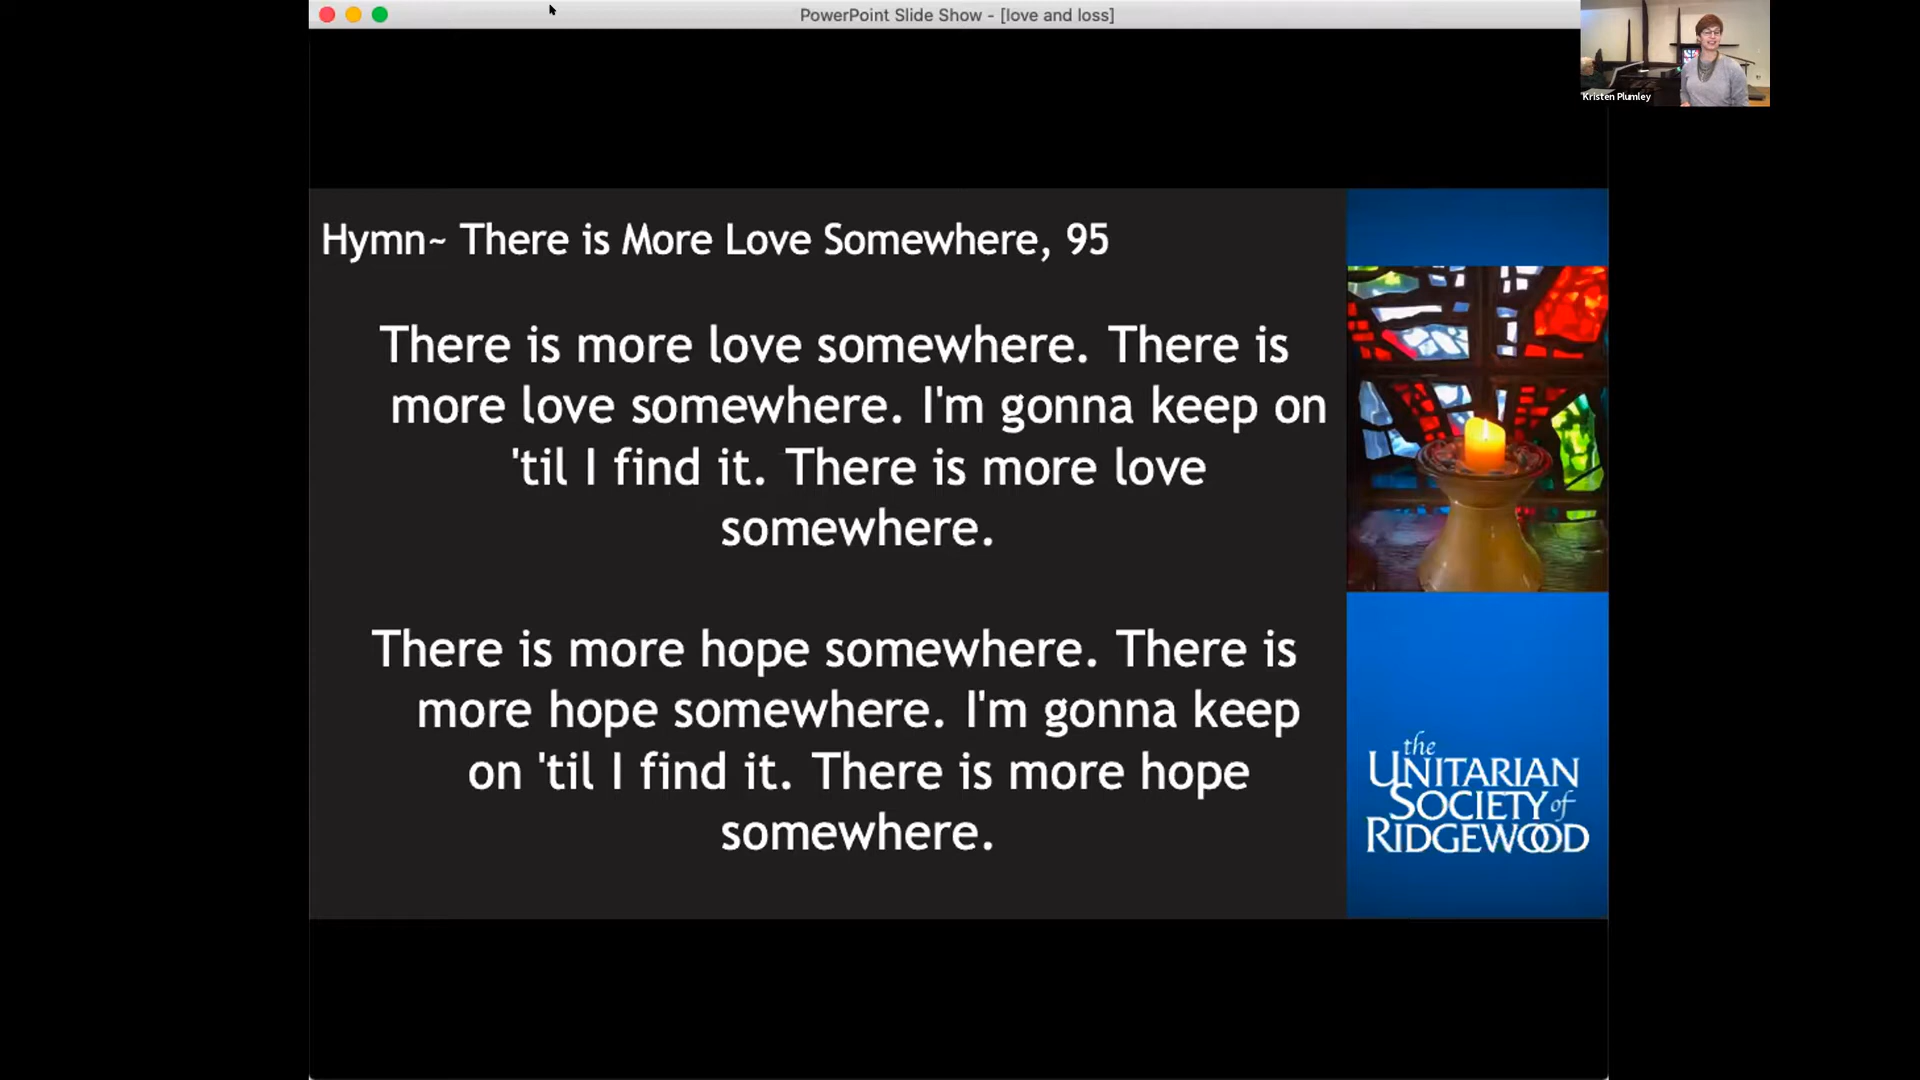 PowerPoint Slide Show - [love and loss]
Kristen Plumley
Hymn~ There is More Love Somewhere, 95
There is more love somewhere. There is
more love somewhere. I'm gonna keep on
'til I find it. There is more love
somewhere.
There is more hope somewhere. There is
more hope somewhere. I'm gonna keep
on 'til I find it. There is more hope
somewhere.
the
UNITARIAN
SOCIETY of
RIDGEWOOD